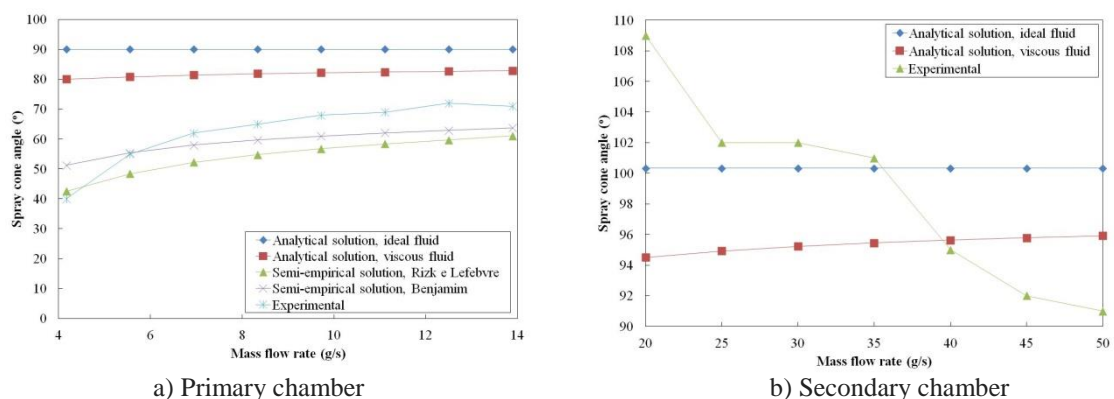 100
90
80
70
60
50
40
30
20
10
0
Spray cone angle (º)
Analytical solution, ideal fluid
Analytical solution, viscous fluid
Semi-empirical solution, Rizk e Lefebvre
Semi-empirical solution, Benjamim
Experimental
4 6 8 10 12 14
Mass flow rate (g/s)
a) Primary chamber
110
108
106
104
102
100
98
96
94
92
90
Spray cone angle (º)
Analytical solution, ideal fluid
Analytical solution, viscous fluid
Experimental
20 25 30 35 40 45 50
Mass flow rate (g/s)
b) Secondary chamber